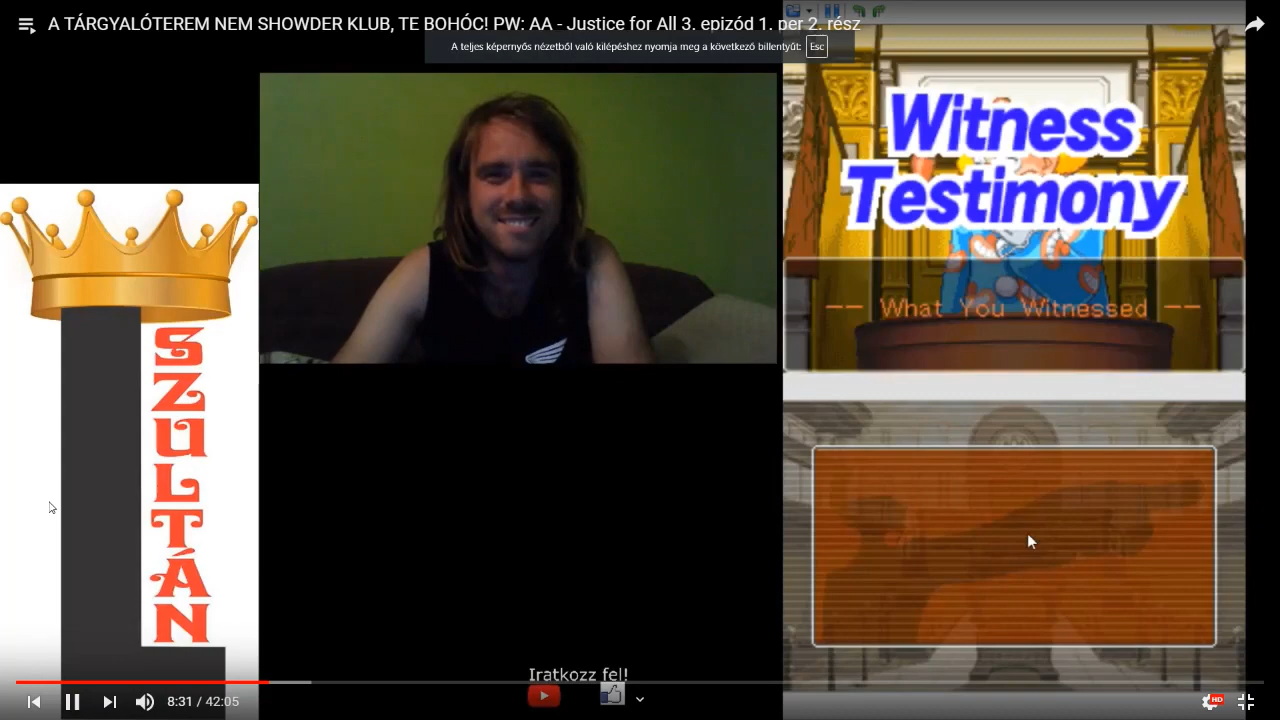 A TÁRGYALÓTEREM NEM SHOWDER KLUB, TE BOHÓC! PW: AA - Justice for All 3. epizód 1. per 2. rész
A teljes képernyős nézetből való kilépéshez nyomja meg a következő billentyűt: Esc
Witness
Testimony
-- What You Witnessed --
L
SZULTÁN
Iratkozz fel!
8:31 / 42:05
HD